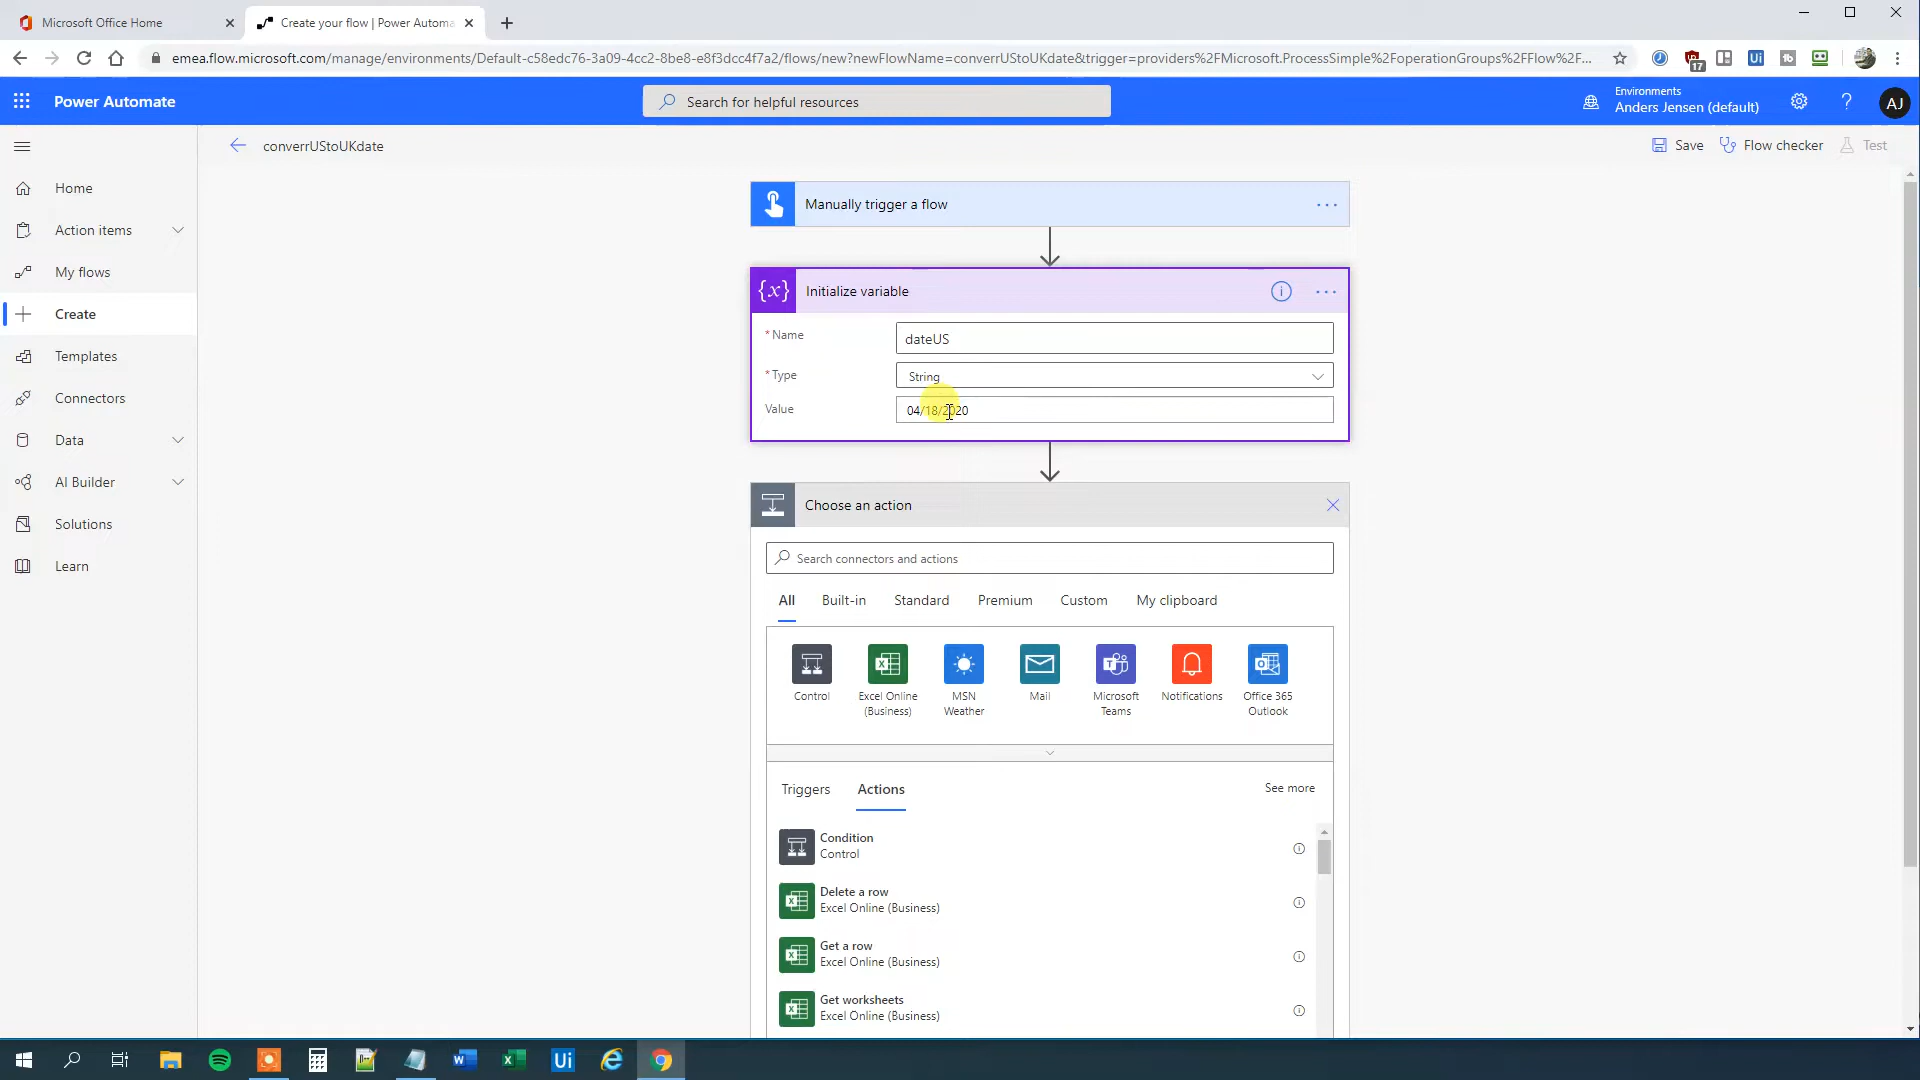 Microsoft Office Home
Create your flow | Power Automa
emea.flow.microsoft.com/manage/environments/Default-c58edc76-3a09-4cc2-8be8-e8f3dcc4f7a2/flows/new?newFlowName=converrUStoUKdate&trigger=providers%2FMicrosoft.ProcessSimple%2FoperationGroups%2FFlow%2F...
17
Ui
Power Automate
Search for helpful resources
Environments
Anders Jensen (default)
?
AJ
converrUStoUKdate
Save
Flow checker
Test
Home
Action items
My flows
Create
Templates
Connectors
Data
AI Builder
Solutions
Learn
Manually trigger a flow
...
{x}
Initialize variable
...
* Name
dateUS
* Type
String
Value
04/18/2020
Choose an action
Search connectors and actions
All
Built-in
Standard
Premium
Custom
My clipboard
Control
Excel Online
(Business)
MSN
Weather
Mail
Microsoft
Teams
Notifications
Office 365
Outlook
Triggers
Actions
See more
Condition
Control
Delete a row
Excel Online (Business)
Get a row
Excel Online (Business)
Get worksheets
Excel Online (Business)
Ui